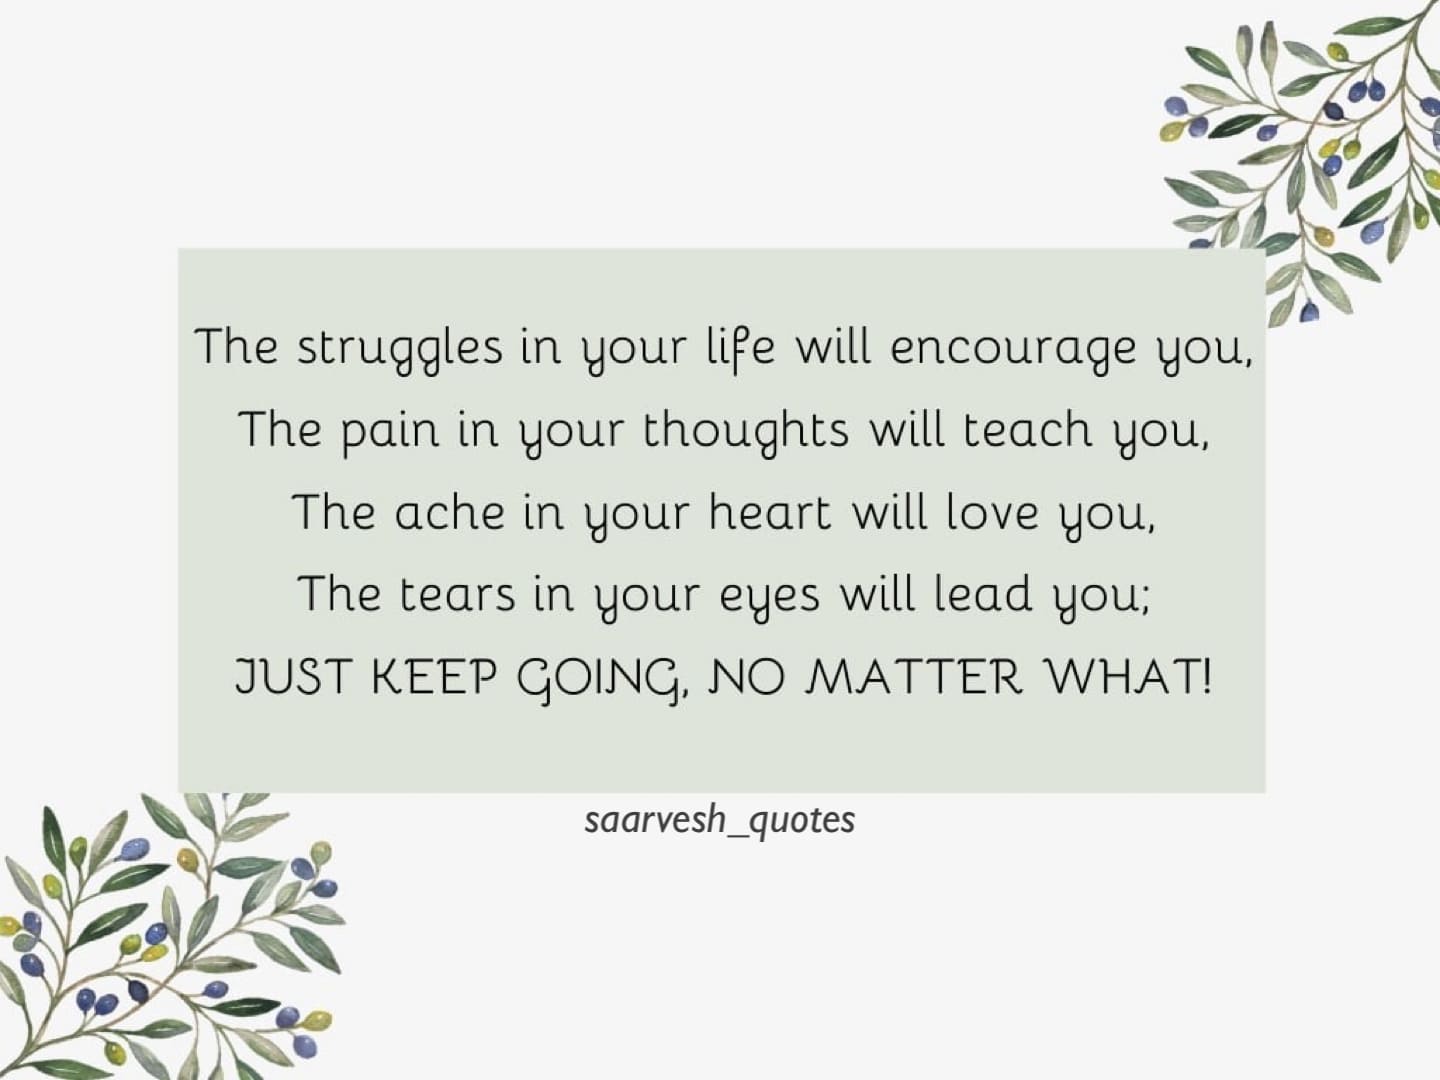 The struggles in your life will encourage you,
The pain in your thoughts will teach you,
The ache in your heart will love you,
The tears in your eyes will lead you;
JUST KEEP GOING, NO MATTER WHAT!
saarvesh_quotes